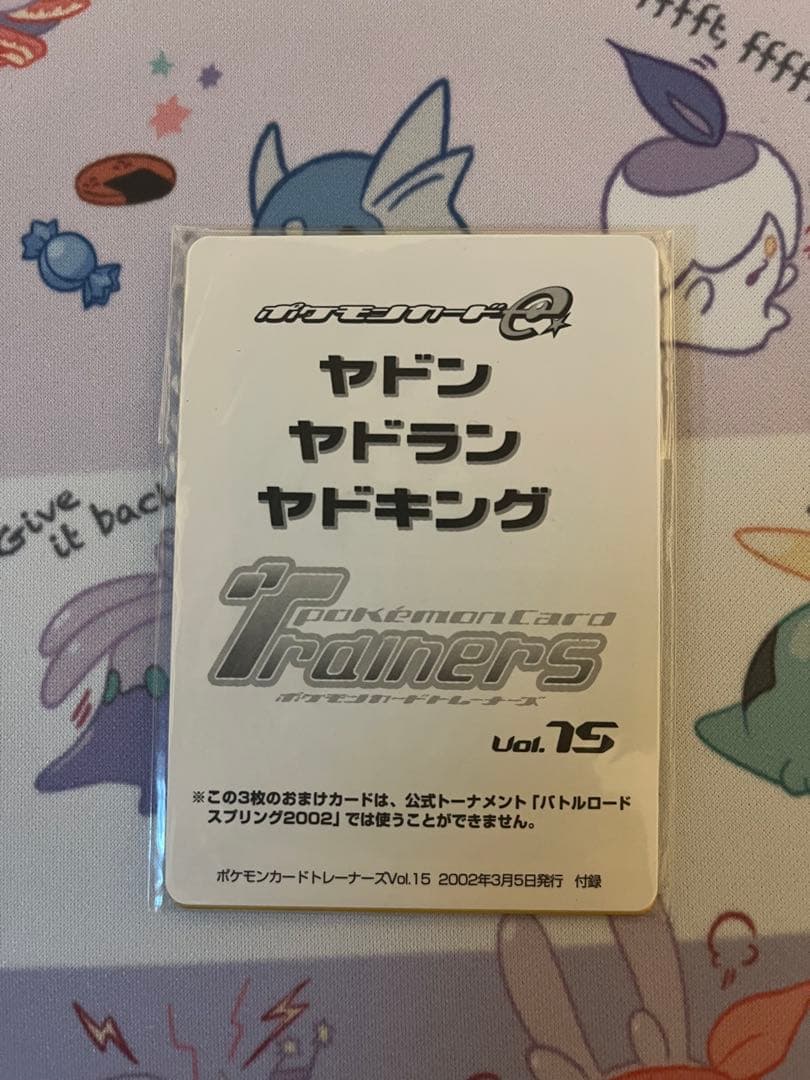 fffft, ffff
ポケモンカードe
ヤドン
ヤドラン
ヤドキング
Give
it back
pokémon Card
Trainers
ポケモンカードトレーナーズ
Vol.15
※この3枚のおまけカードは、公式トーナメント「バトルロード
スプリング2002」では使うことができません。
ポケモンカードトレーナーズVol.15 2002年3月5日発行 付録